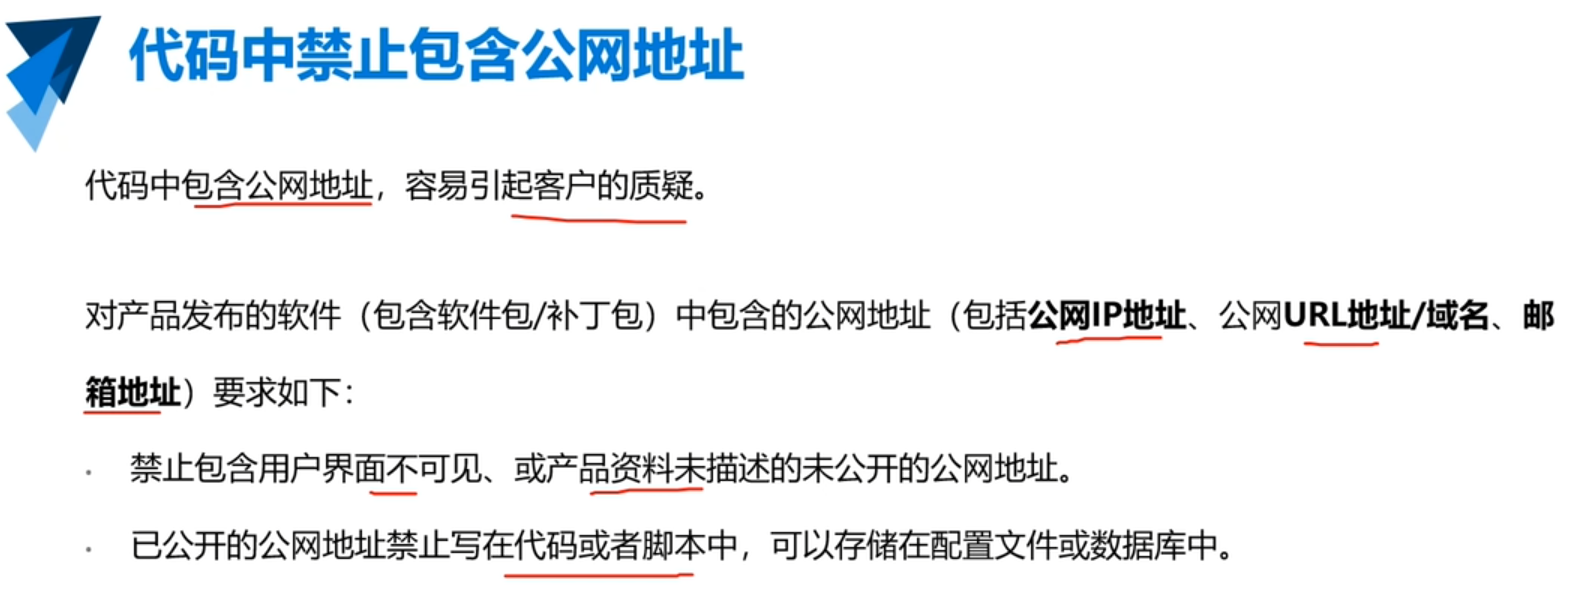 代码中禁止包含公网地址
代码中包含公网地址，容易引起客户的质疑。
对产品发布的软件（包含软件包/补丁包）中包含的公网地址（包括公网IP地址、公网URL地址/域名、邮
箱地址）要求如下：
· 禁止包含用户界面不可见、或产品资料未描述的未公开的公网地址。
· 已公开的公网地址禁止写在代码或者脚本中，可以存储在配置文件或数据库中。